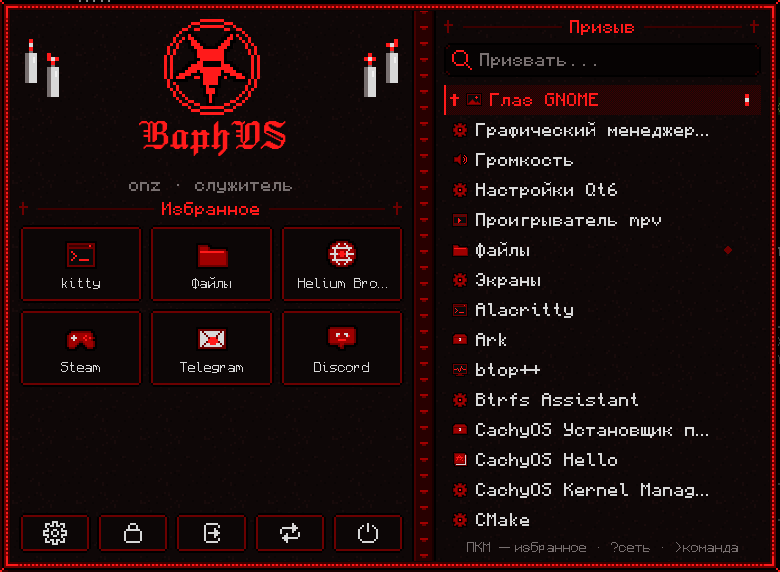 BaphOS
onz · служитель
Избранное
kitty
Файлы
Helium Bro...
Steam
Telegram
Discord
Призыв
Призвать...
Глаз GNOME
Графический менеджер...
Громкость
Настройки Qt6
Проигрыватель mpv
Файлы
Экраны
Alacritty
Ark
btop++
Btrfs Assistant
CachyOS Установщик п...
CachyOS Hello
CachyOS Kernel Manag...
CMake
ПКМ — избранное · ?сеть · >команда